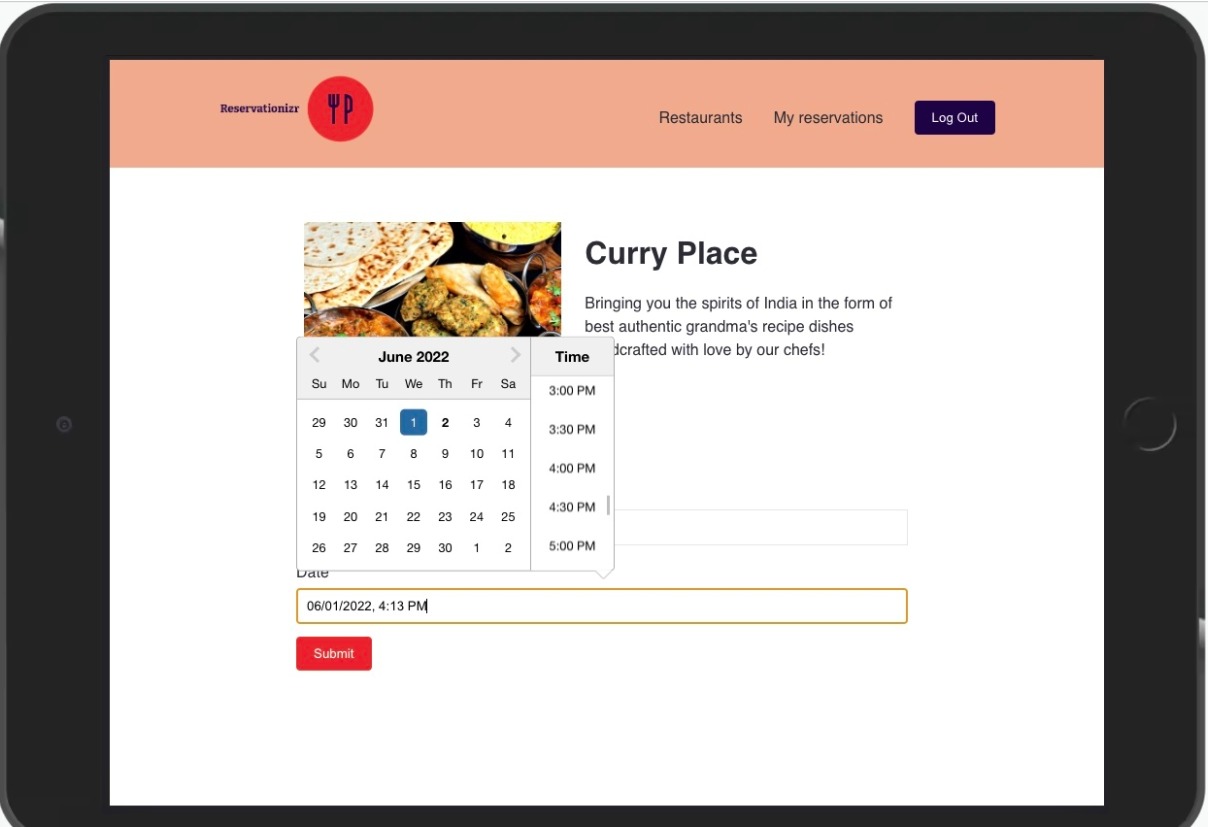 Reservationizr
Restaurants
My reservations
Log Out
Curry Place
Bringing you the spirits of India in the form of
best authentic grandma's recipe dishes
dcrafted with love by our chefs!
June 2022
Time
Su Mo Tu We Th Fr Sa
29 30 31 1 2 3 4
5 6 7 8 9 10 11
12 13 14 15 16 17 18
19 20 21 22 23 24 25
26 27 28 29 30 1 2
3:00 PM
3:30 PM
4:00 PM
4:30 PM
5:00 PM
Date
06/01/2022, 4:13 PM
Submit